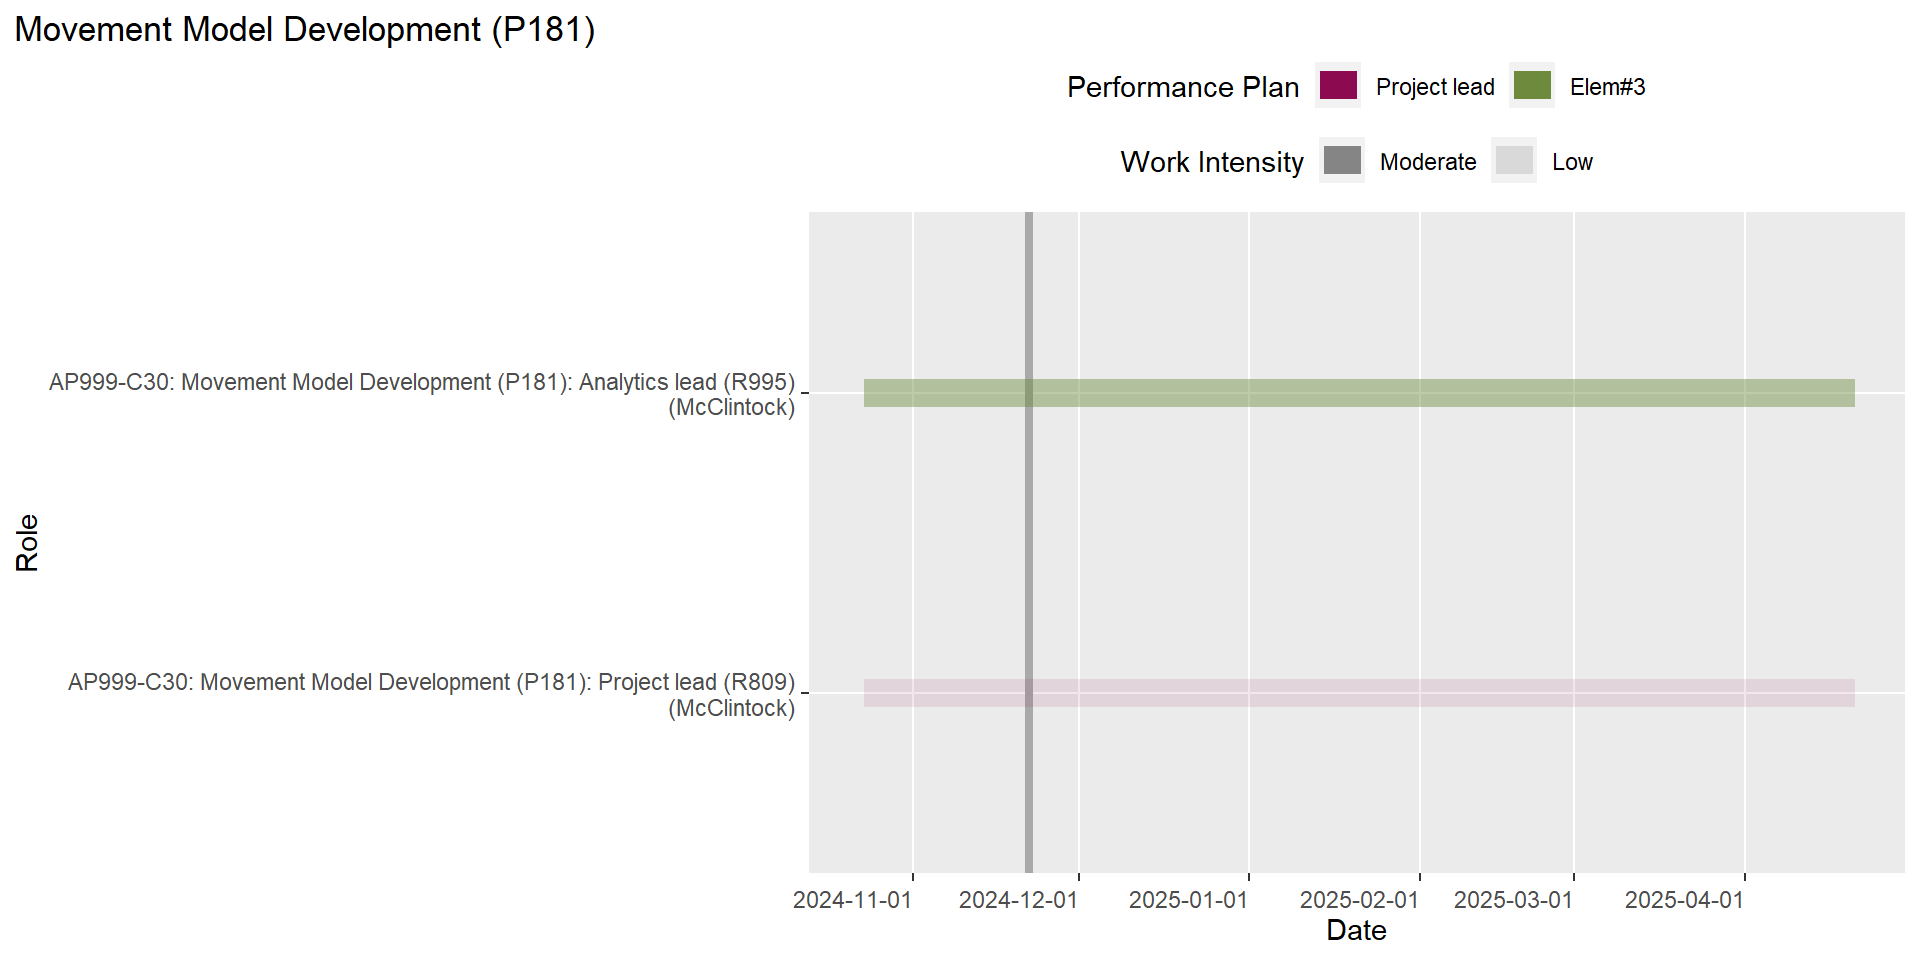 Movement Model Development (P181)
Performance Plan Project lead Elem#3
Work Intensity Moderate Low
AP999-C30: Movement Model Development (P181): Analytics lead (R995)
(McClintock)
Role
AP999-C30: Movement Model Development (P181): Project lead (R809)
(McClintock)
2024-11-01 2024-12-01 2025-01-01 2025-02-01 2025-03-01 2025-04-01
Date